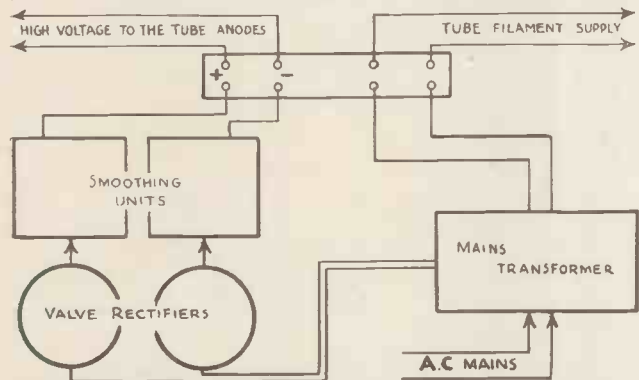 HIGH VOLTAGE TO THE TUBE ANODES
TUBE FILAMENT SUPPLY
+ -
SMOOTHING
UNITS
MAINS
TRANSFORMER
VALVE RECTIFIERS
A.C MAINS